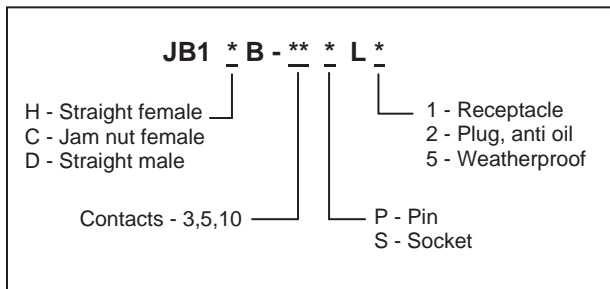 JB1 * B - ** * L *
H - Straight female
C - Jam nut female
D - Straight male
1 - Receptacle
2 - Plug, anti oil
5 - Weatherproof
Contacts - 3,5,10
P - Pin
S - Socket